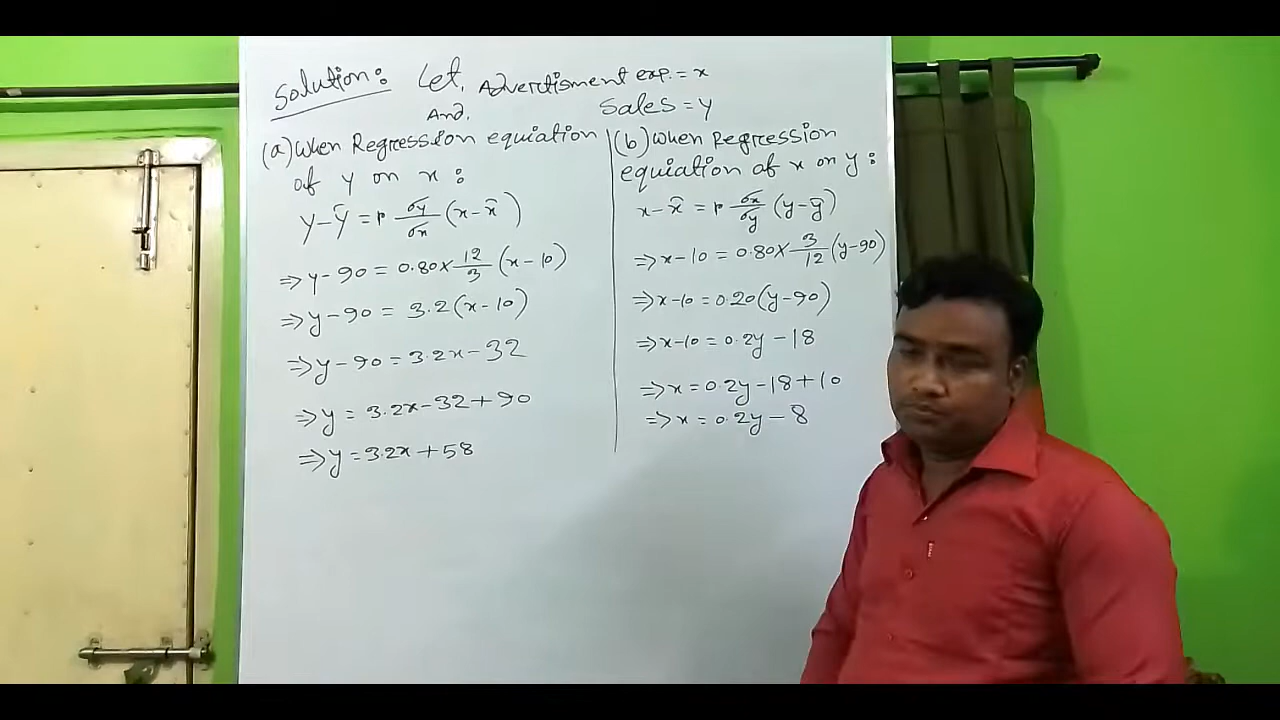 Solution: Let, Advertisment exp. = x
And, Sales = y
(a) When Regression equiation
of y on x :
y - ȳ = r σy/σx (x - x̄)
⇒ y - 90 = 0.80 × 12/3 (x - 10)
⇒ y - 90 = 3.2 (x - 10)
⇒ y - 90 = 3.2x - 32
⇒ y = 3.2x - 32 + 90
⇒ y = 3.2x + 58
(b) When Regression
equiation of x on y :
x - x̄ = r σx/σy (y - ȳ)
⇒ x - 10 = 0.80 × 3/12 (y - 90)
⇒ x - 10 = 0.20 (y - 90)
⇒ x - 10 = 0.2y - 18
⇒ x = 0.2y - 18 + 10
⇒ x = 0.2y - 8